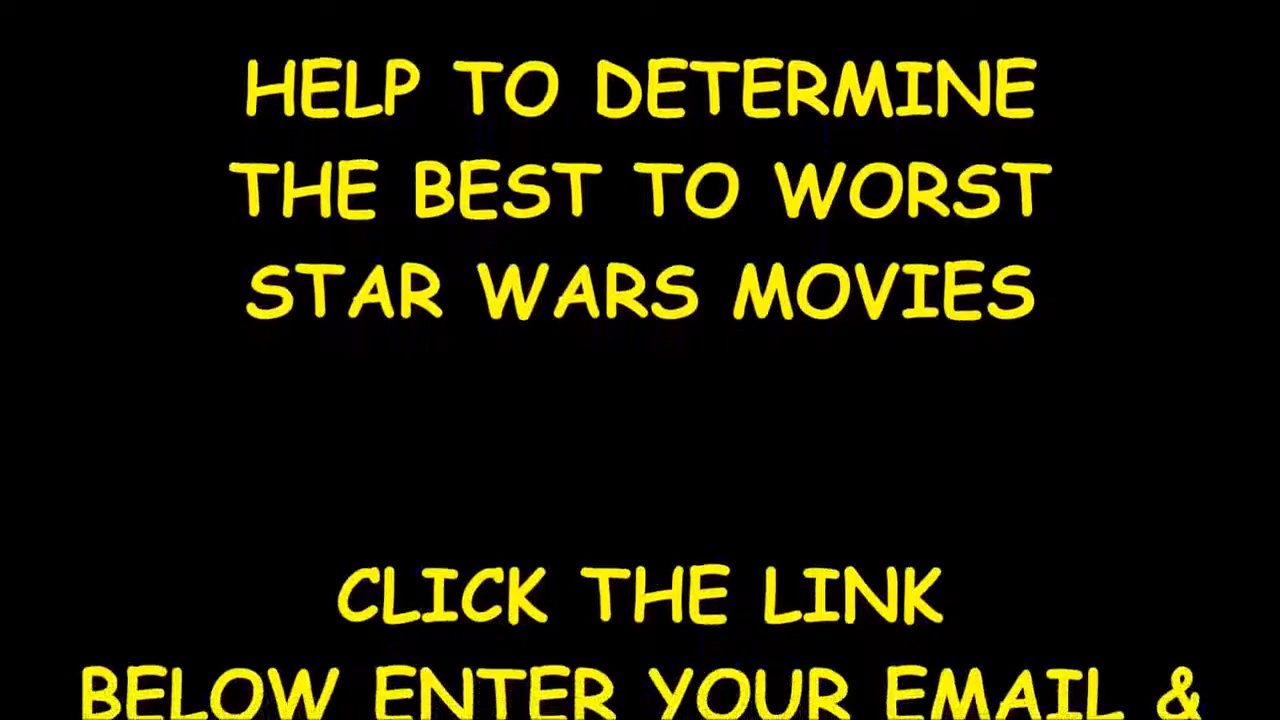 HELP TO DETERMINE
THE BEST TO WORST
STAR WARS MOVIES
CLICK THE LINK
BELOW ENTER YOUR EMAIL &